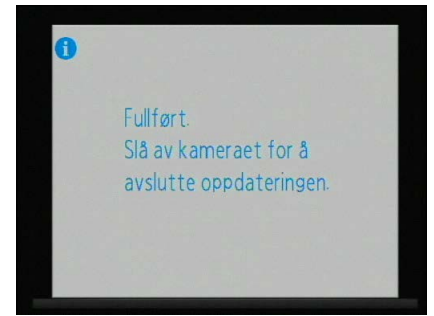 Fullført.
Slå av kameraet for å
avslutte oppdateringen.